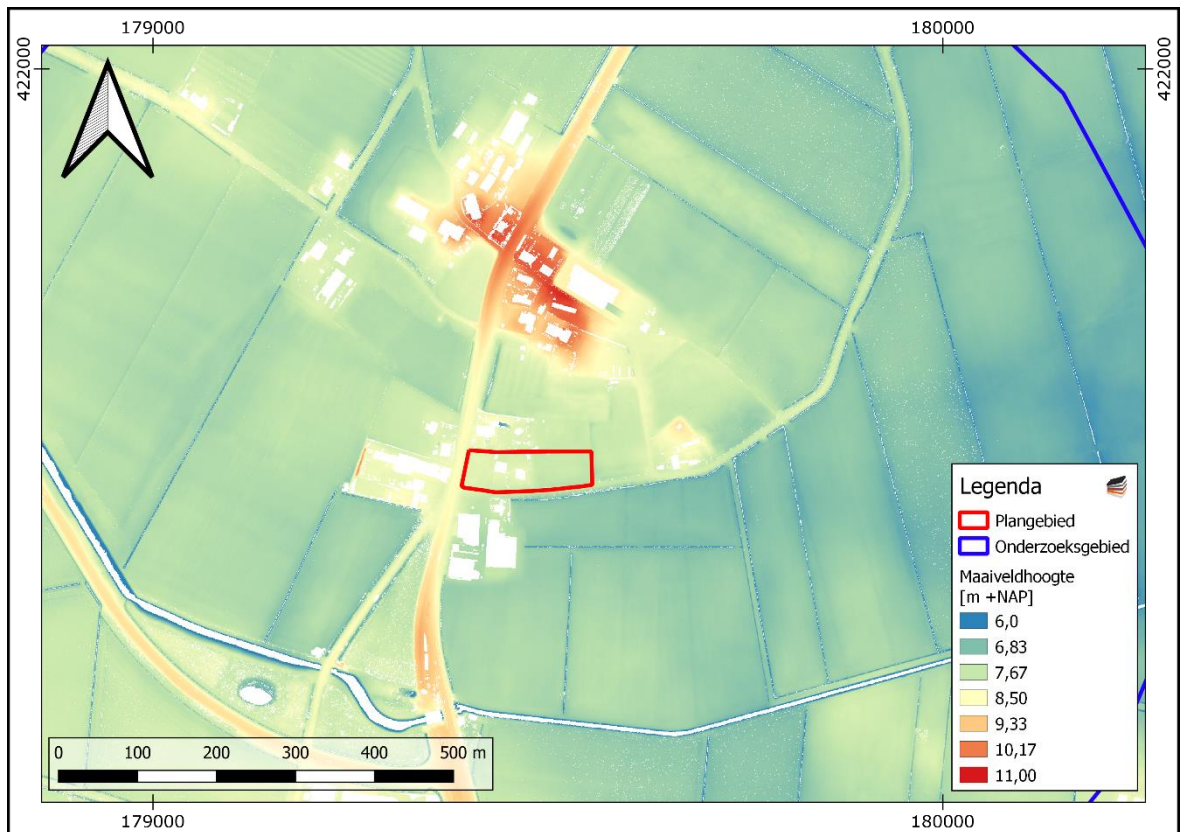 179000
180000
422000
422000
Legenda
Plangebied
Onderzoeksgebied
Maaiveldhoogte
[m +NAP]
6,0
6,83
7,67
8,50
9,33
10,17
11,00
0 100 200 300 400 500 m
179000
180000